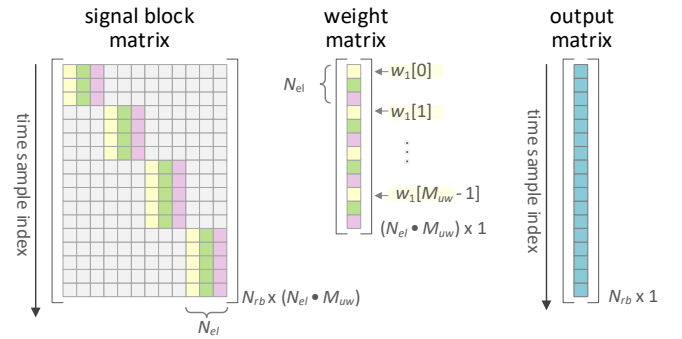 signal block
matrix
weight
matrix
output
matrix
time sample index
N_rb x (N_el • M_uw)
N_el
N_el
w_1[0]
w_1[1]
w_1[M_uw - 1]
(N_el • M_uw) x 1
time sample index
N_rb x 1